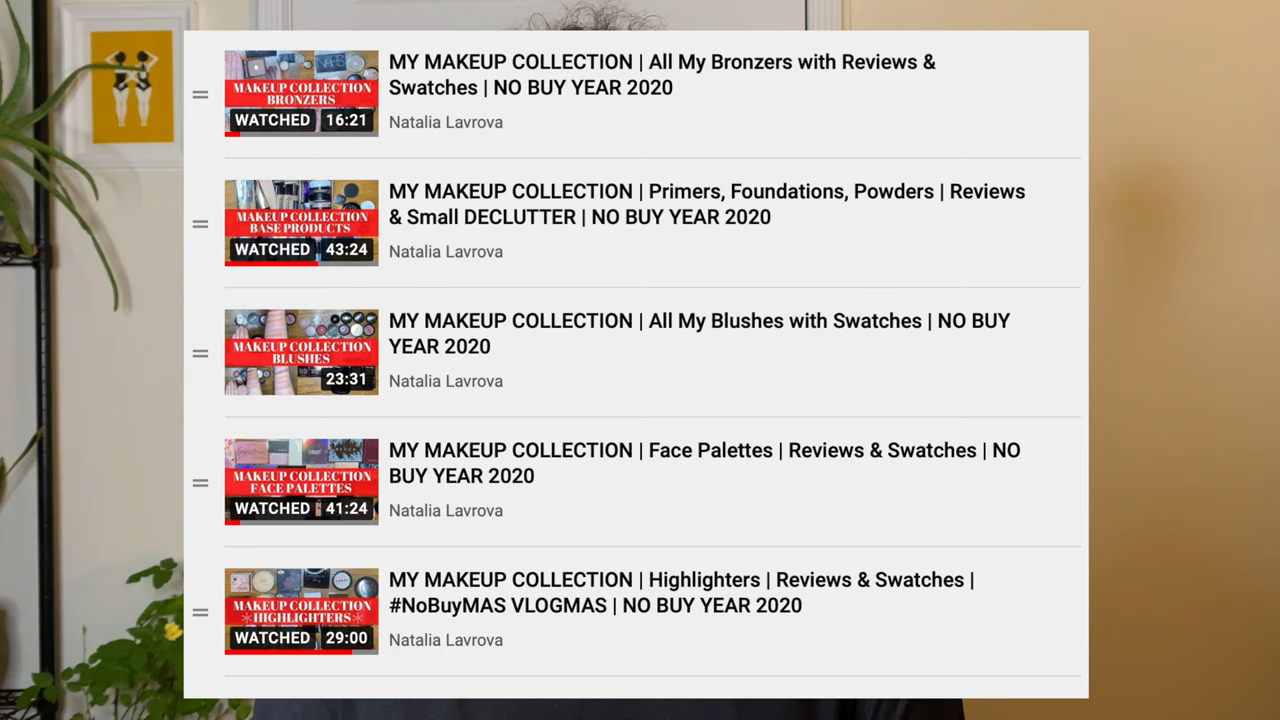 MAKEUP COLLECTION
BRONZERS
WATCHED 16:21
MY MAKEUP COLLECTION | All My Bronzers with Reviews &
Swatches | NO BUY YEAR 2020
Natalia Lavrova
MAKEUP COLLECTION
BASE PRODUCTS
WATCHED 43:24
MY MAKEUP COLLECTION | Primers, Foundations, Powders | Reviews
& Small DECLUTTER | NO BUY YEAR 2020
Natalia Lavrova
MAKEUP COLLECTION
BLUSHES
23:31
MY MAKEUP COLLECTION | All My Blushes with Swatches | NO BUY
YEAR 2020
Natalia Lavrova
MAKEUP COLLECTION
FACE PALETTES
WATCHED 41:24
MY MAKEUP COLLECTION | Face Palettes | Reviews & Swatches | NO
BUY YEAR 2020
Natalia Lavrova
MAKEUP COLLECTION
HIGHLIGHTERS
WATCHED 29:00
MY MAKEUP COLLECTION | Highlighters | Reviews & Swatches |
#NoBuyMAS VLOGMAS | NO BUY YEAR 2020
Natalia Lavrova